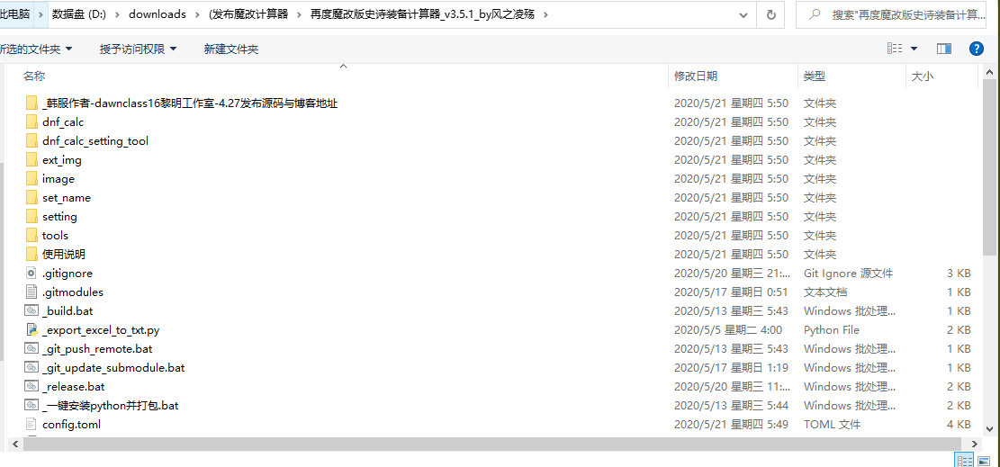 此电脑 › 数据盘 (D:) › downloads › (发布魔改计算器 › 再度魔改版史诗装备计算器_v3.5.1_by风之凌殇 › 搜索"再度魔改版史诗装备计算...
所选的文件夹 授予访问权限 新建文件夹
名称 修改日期 类型 大小
_韩服作者-dawnclass16黎明工作室-4.27发布源码与博客地址 2020/5/21 星期四 5:50 文件夹
dnf_calc 2020/5/21 星期四 5:50 文件夹
dnf_calc_setting_tool 2020/5/21 星期四 5:50 文件夹
ext_img 2020/5/21 星期四 5:50 文件夹
image 2020/5/21 星期四 5:50 文件夹
set_name 2020/5/21 星期四 5:50 文件夹
setting 2020/5/21 星期四 5:50 文件夹
tools 2020/5/21 星期四 5:50 文件夹
使用说明 2020/5/21 星期四 5:50 文件夹
.gitignore 2020/5/20 星期三 21:... Git Ignore 源文件 3 KB
.gitmodules 2020/5/17 星期日 0:51 文本文档 1 KB
_build.bat 2020/5/13 星期三 5:43 Windows 批处理... 1 KB
_export_excel_to_txt.py 2020/5/5 星期二 4:00 Python File 2 KB
_git_push_remote.bat 2020/5/13 星期三 5:43 Windows 批处理... 1 KB
_git_update_submodule.bat 2020/5/17 星期日 1:19 Windows 批处理... 1 KB
_release.bat 2020/5/20 星期三 11:... Windows 批处理... 2 KB
_一键安装python并打包.bat 2020/5/13 星期三 5:44 Windows 批处理... 2 KB
config.toml 2020/5/21 星期四 5:49 TOML 文件 4 KB